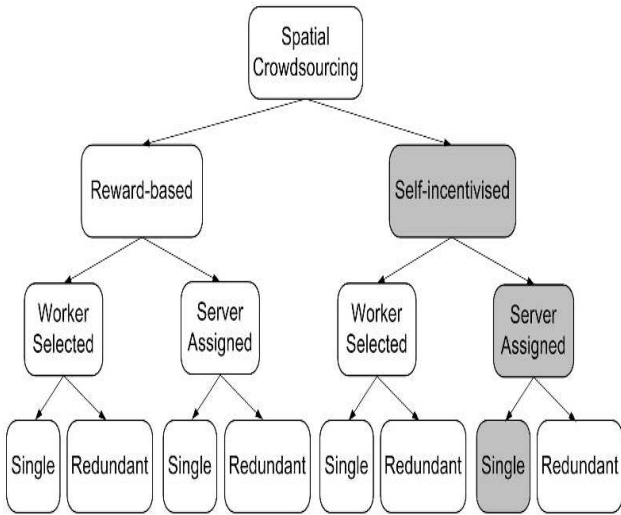 Spatial
Crowdsourcing
Reward-based
Self-incentivised
Worker
Selected
Server
Assigned
Worker
Selected
Server
Assigned
Single
Redundant
Single
Redundant
Single
Redundant
Single
Redundant